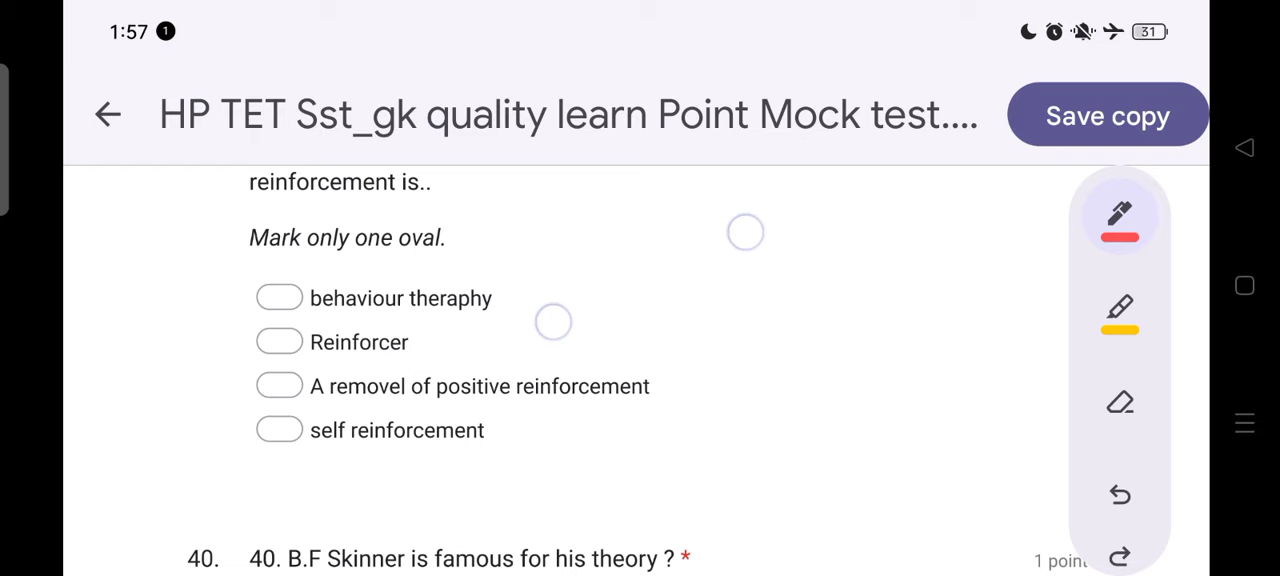 1:57 1
31
HP TET Sst_gk quality learn Point Mock test....
Save copy
reinforcement is..
Mark only one oval.
behaviour theraphy
Reinforcer
A removel of positive reinforcement
self reinforcement
40. 40. B.F Skinner is famous for his theory ? *
1 point